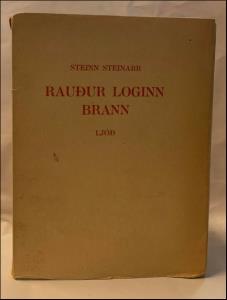 STEINN STEINARR
RAUÐUR LOGINN
BRANN
LJÓÐ